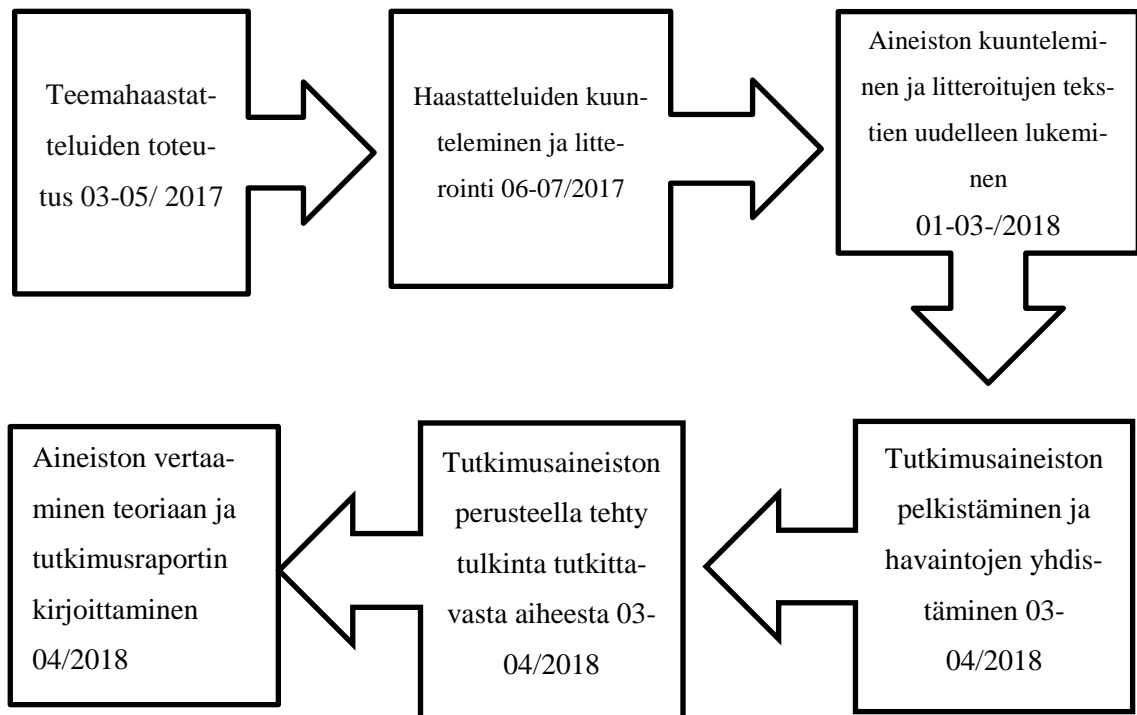 Teemahaastat-
teluiden toteu-
tus 03-05/ 2017
Haastatteluiden kuun-
teleminen ja litte-
rointi 06-07/2017
Aineiston kuuntelemi-
nen ja litteroitujen teks-
tien uudelleen lukemi-
nen
01-03-/2018
Tutkimusaineiston
pelkistäminen ja
havaintojen yhdis-
täminen 03-
04/2018
Tutkimusaineiston
perusteella tehty
tulkinta tutkitta-
vasta aiheesta 03-
04/2018
Aineiston vertaa-
minen teoriaan ja
tutkimusraportin
kirjoittaminen
04/2018